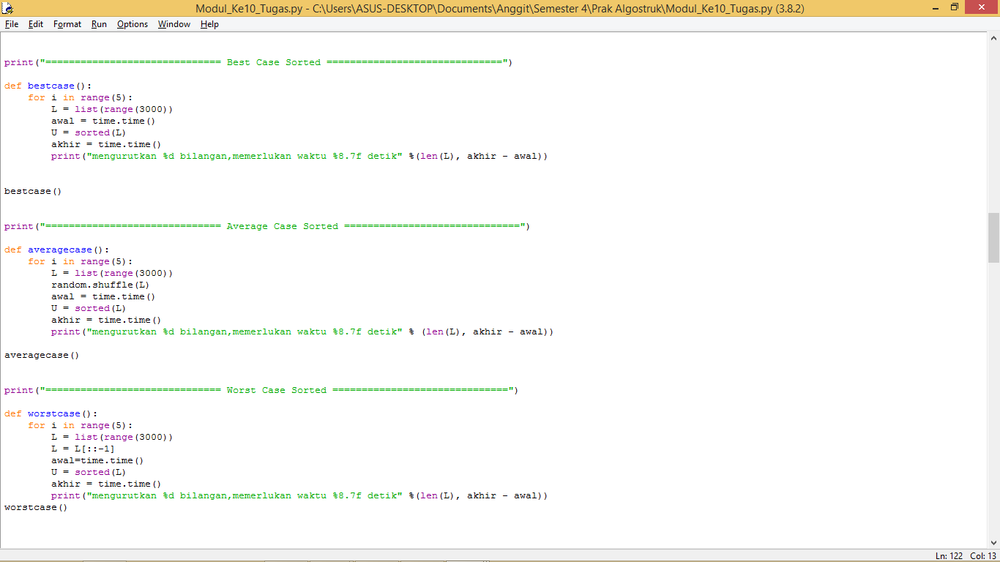 Modul_Ke10_Tugas.py - C:\Users\ASUS-DESKTOP\Documents\Anggit\Semester 4\Prak Algostruk\Modul_Ke10_Tugas.py (3.8.2)
File Edit Format Run Options Window Help
print("============================== Best Case Sorted ==============================")
def bestcase():
    for i in range(5):
        L = list(range(3000))
        awal = time.time()
        U = sorted(L)
        akhir = time.time()
        print("mengurutkan %d bilangan,memerlukan waktu %8.7f detik" %(len(L), akhir - awal))
bestcase()
print("============================== Average Case Sorted ==============================")
def averagecase():
    for i in range(5):
        L = list(range(3000))
        random.shuffle(L)
        awal = time.time()
        U = sorted(L)
        akhir = time.time()
        print("mengurutkan %d bilangan,memerlukan waktu %8.7f detik" % (len(L), akhir - awal))
averagecase()
print("============================== Worst Case Sorted ==============================")
def worstcase():
    for i in range(5):
        L = list(range(3000))
        L = L[::-1]
        awal=time.time()
        U = sorted(L)
        akhir = time.time()
        print("mengurutkan %d bilangan,memerlukan waktu %8.7f detik" %(len(L), akhir - awal))
worstcase()
Ln: 122 Col: 13